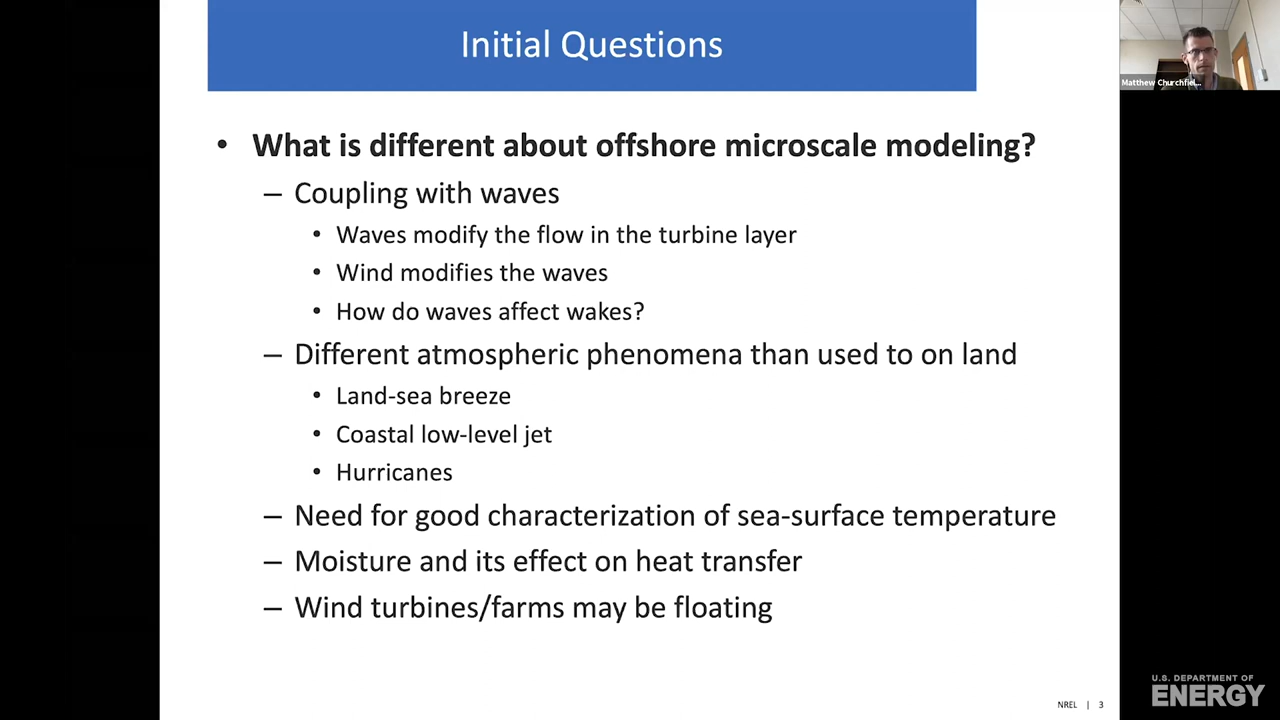 Initial Questions
Matthew Churchfiel...
• What is different about offshore microscale modeling?
– Coupling with waves
• Waves modify the flow in the turbine layer
• Wind modifies the waves
• How do waves affect wakes?
– Different atmospheric phenomena than used to on land
• Land-sea breeze
• Coastal low-level jet
• Hurricanes
– Need for good characterization of sea-surface temperature
– Moisture and its effect on heat transfer
– Wind turbines/farms may be floating
NREL | 3
U.S. DEPARTMENT OF
ENERGY